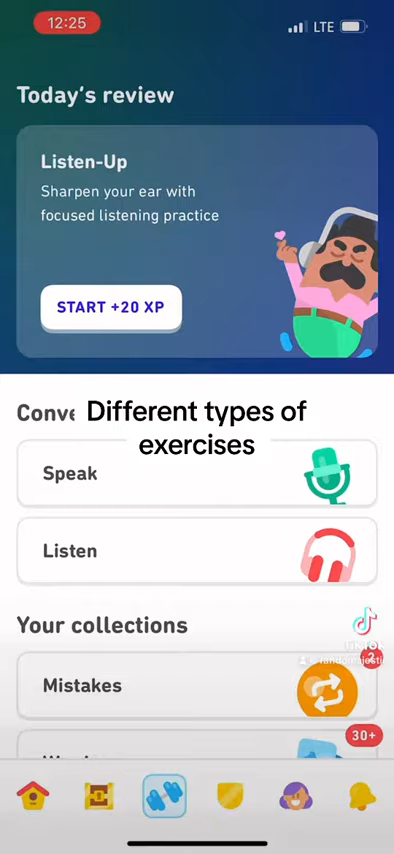 12:25
LTE
Today's review
Listen-Up
Sharpen your ear with
focused listening practice
START +20 XP
Different types of
exercises
Speak
Listen
Your collections
TikTok
2
Mistakes
30+